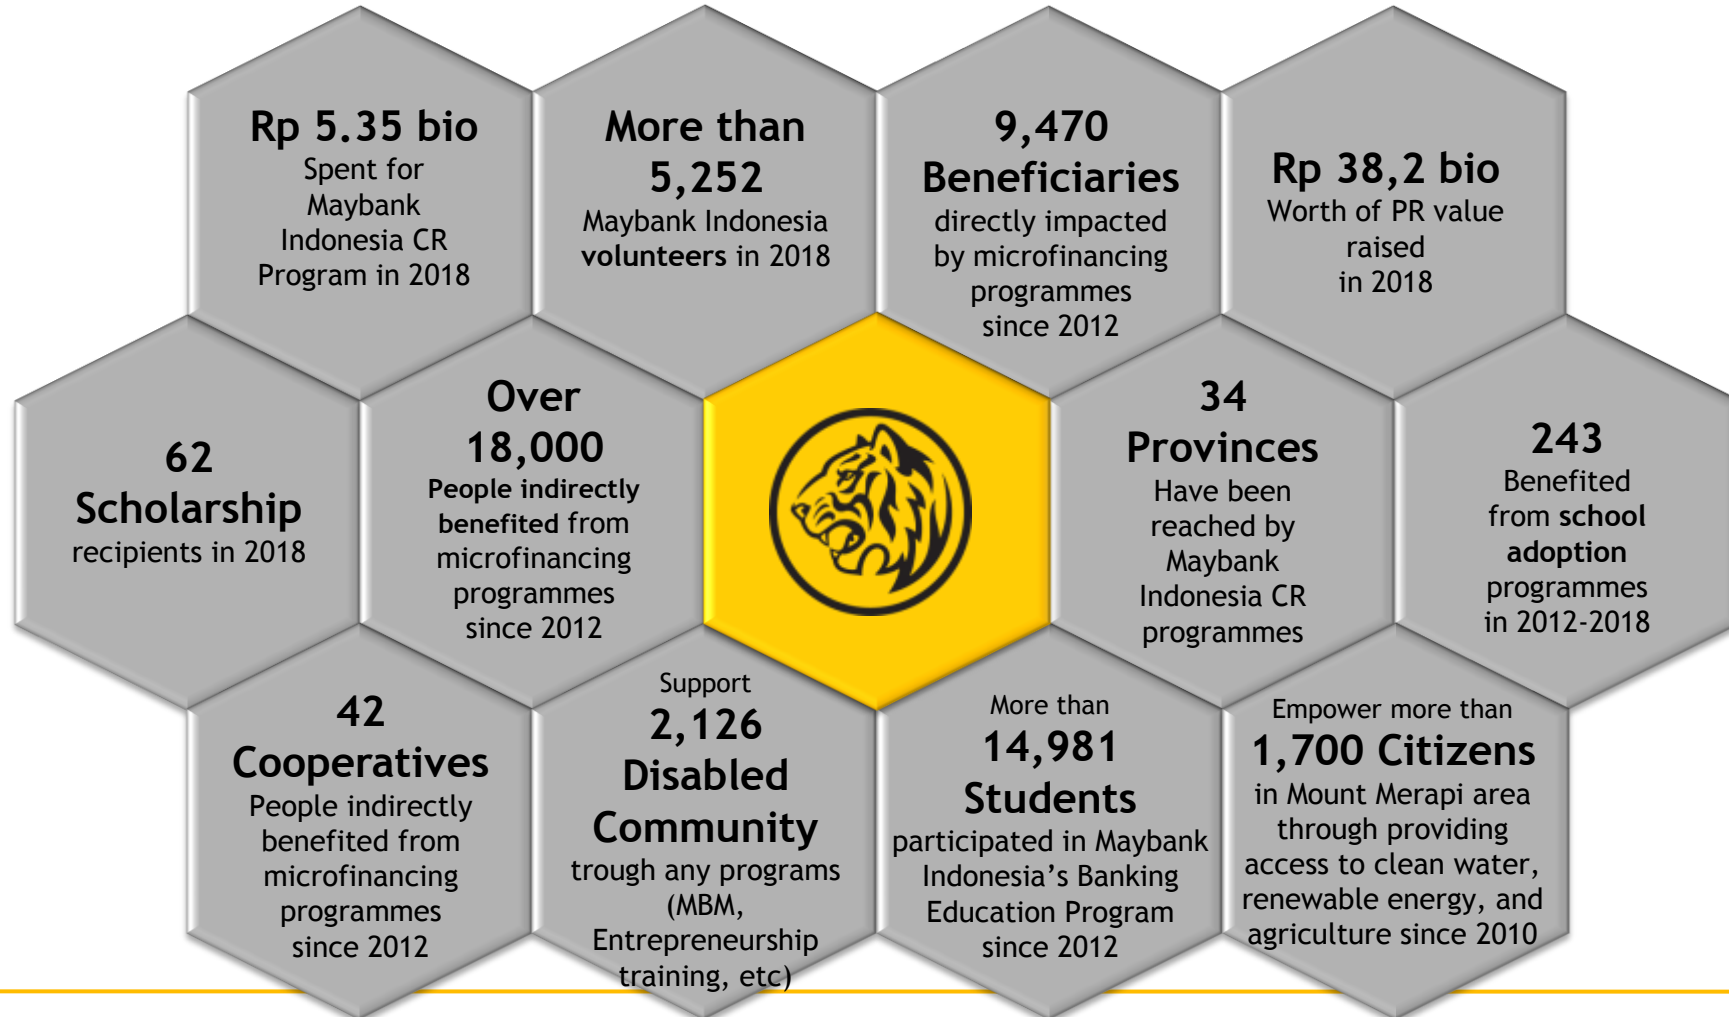 Rp 5.35 bio
Spent for
Maybank
Indonesia CR
Program in 2018
More than
5,252
Maybank Indonesia
volunteers in 2018
9,470
Beneficiaries
directly impacted
by microfinancing
programmes
since 2012
Rp 38,2 bio
Worth of PR value
raised
in 2018
62
Scholarship
recipients in 2018
Over
18,000
People indirectly
benefited from
microfinancing
programmes
since 2012
34
Provinces
Have been
reached by
Maybank
Indonesia CR
programmes
243
Benefited
from school
adoption
programmes
in 2012-2018
42
Cooperatives
People indirectly
benefited from
microfinancing
programmes
since 2012
Support
2,126
Disabled
Community
trough any programs
(MBM,
Entrepreneurship
training, etc)
More than
14,981
Students
participated in Maybank
Indonesia’s Banking
Education Program
since 2012
Empower more than
1,700 Citizens
in Mount Merapi area
through providing
access to clean water,
renewable energy, and
agriculture since 2010